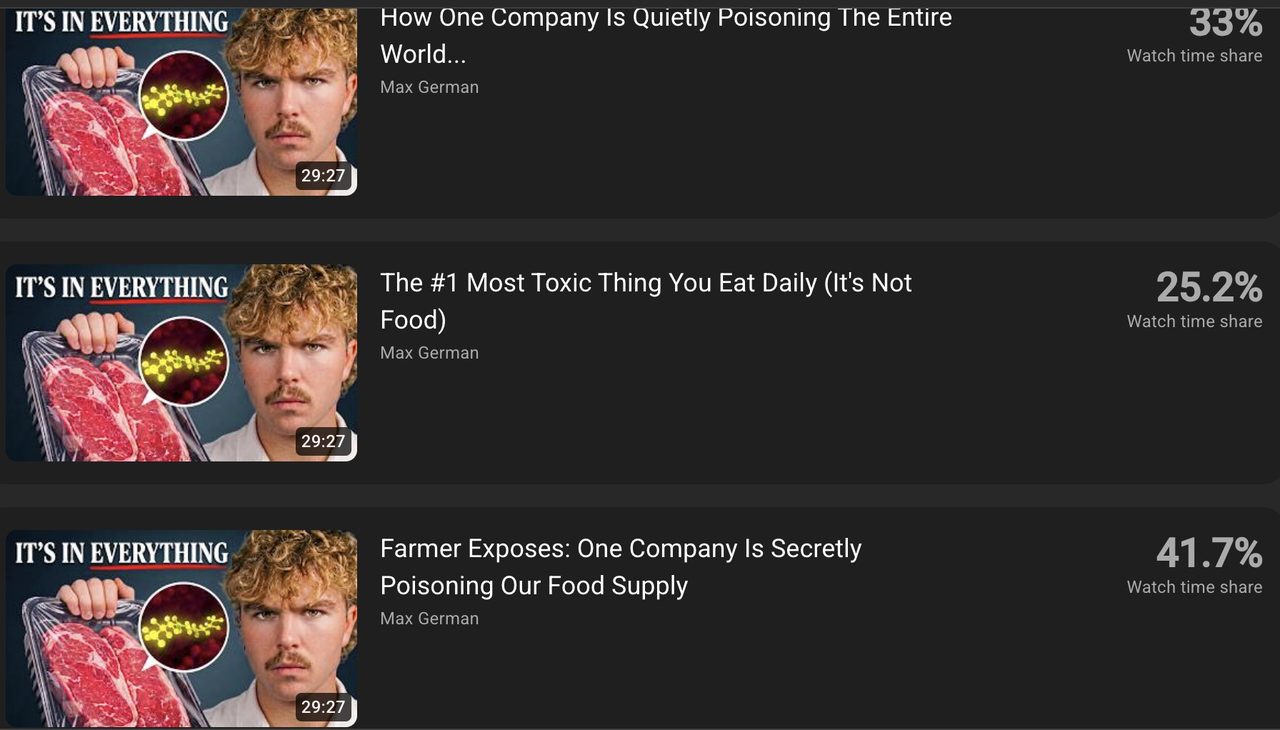 IT'S IN EVERYTHING
How One Company Is Quietly Poisoning The Entire
World...
Max German
33%
Watch time share
29:27
IT'S IN EVERYTHING
The #1 Most Toxic Thing You Eat Daily (It's Not
Food)
Max German
25.2%
Watch time share
29:27
IT'S IN EVERYTHING
Farmer Exposes: One Company Is Secretly
Poisoning Our Food Supply
Max German
41.7%
Watch time share
29:27